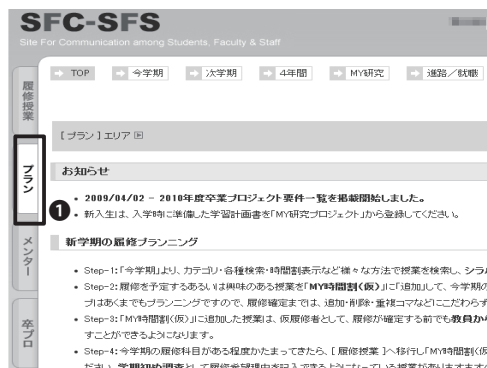 SFC-SFS
Site For Communication among Students, Faculty & Staff
TOP 今学期 次学期 4年間 MY研究 進路／就職
履修授業
プラン
メンター
卒プロ
[プラン] エリア
お知らせ
• 2009/04/02 - 2010年度卒業プロジェクト要件一覧を掲載開始しました。
❶
• 新入生は、入学時に準備した学習計画書を「MY研究プロジェクト」から登録してください。
新学期の履修プランニング
• Step-1:「今学期」より、カテゴリ・各種検索・時間割表示など様々な方法で授業を検索し、シラ
• Step-2: 履修を予定するあるいは興味のある授業を「MY時間割(仮)」に「追加」して、今学期の
プはあくまでもプランニングですので、履修確定までは、追加・削除・重複コマなどにこだわらず
• Step-3:「MY時間割(仮)」に追加した授業は、仮履修者として、履修が確定する前でも教員か
すことができるようになります。
• Step-4: 今学期の履修科目がある程度かたまってきたら、[ 履修授業 ]へ移行し「MY時間割(仮
ださい。学期初め調査として履修希望理由を記入できるようになっている授業がありますの